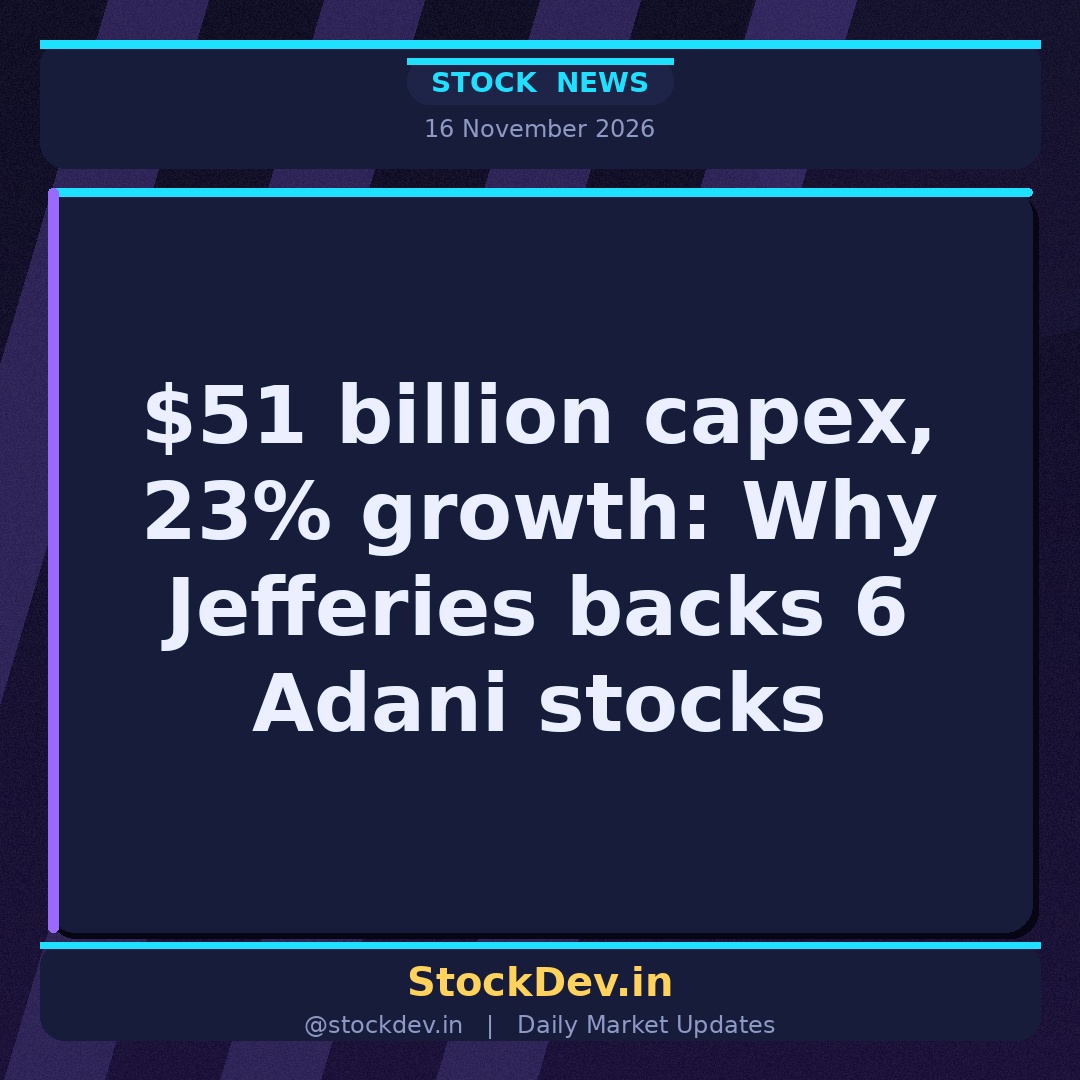 STOCK NEWS
16 November 2026
$51 billion capex,
23% growth: Why
Jefferies backs 6
Adani stocks
StockDev.in
@stockdev.in | Daily Market Updates